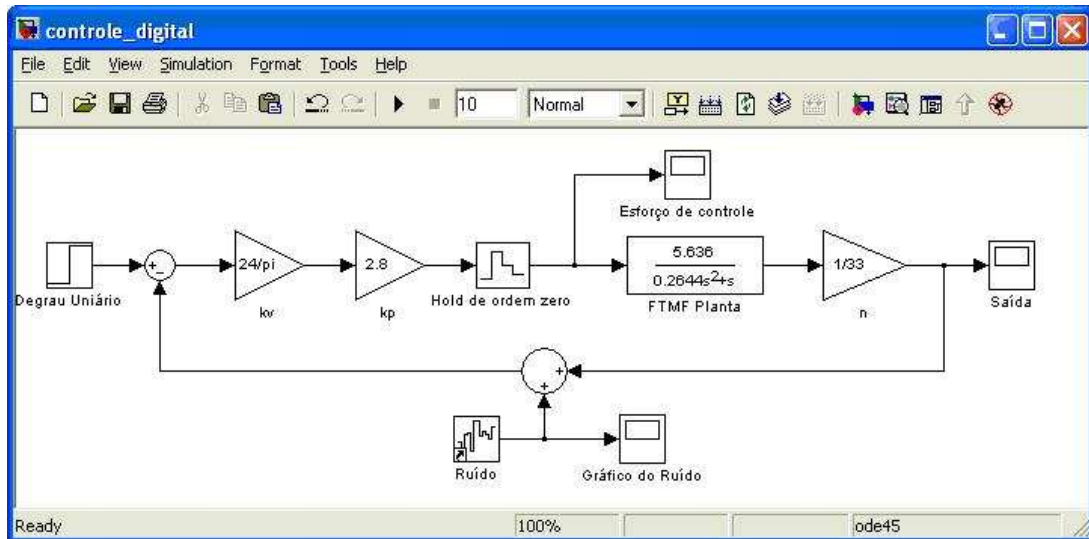 controle_digital
File Edit View Simulation Format Tools Help
10 Normal
Esforço de controle
Degrau Uniário
+
-
24/pi
kv
2.8
kp
Hold de ordem zero
5.636
0.2644s²+s
FTMF Planta
1/33
n
Saída
+
+
Ruído
Gráfico do Ruído
Ready 100% ode45